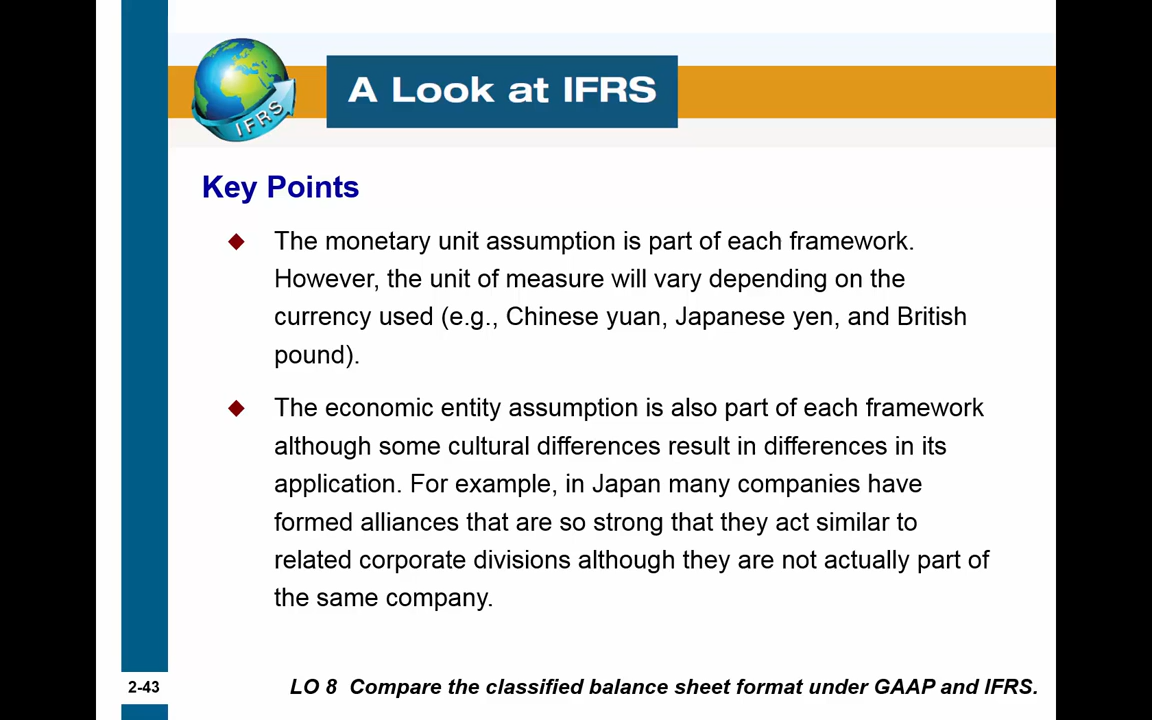 IFRS
A Look at IFRS
Key Points
The monetary unit assumption is part of each framework.
However, the unit of measure will vary depending on the
currency used (e.g., Chinese yuan, Japanese yen, and British
pound).
The economic entity assumption is also part of each framework
although some cultural differences result in differences in its
application. For example, in Japan many companies have
formed alliances that are so strong that they act similar to
related corporate divisions although they are not actually part of
the same company.
2-43
LO 8 Compare the classified balance sheet format under GAAP and IFRS.